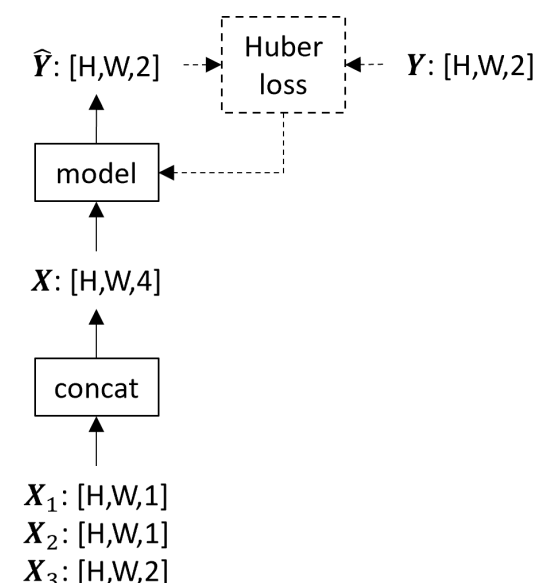 Ŷ: [H,W,2]
Huber
loss
Y: [H,W,2]
model
X: [H,W,4]
concat
X₁: [H,W,1]
X₂: [H,W,1]
X₃: [H,W,2]